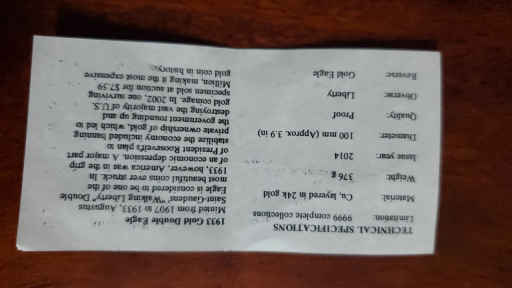 TECHNICAL SPECIFICATIONS
Limitation: 9999 complete collections
Material: Cu, layered in 24k gold
Weight: 376 g
Issue year: 2014
Diameter: 100 mm (Approx. 3.9 in)
Quality: Proof
Obverse: Liberty
Reverse: Gold Eagle
1933 Gold Double Eagle
Minted from 1907 to 1933, Augustus
Saint-Gaudens' "Walking Liberty" Double
Eagle is considered to be one of the
most beautiful coins ever struck. In
1933, however, America was in the grip
of an economic depression. A major part
of President Roosevelt's plan to
stabilize the economy included banning
private ownership of gold, which led to
the government rounding up and
destroying the vast majority of U.S.
gold coinage. In 2002, one surviving
specimen sold at auction for $7.59
Million, making it the most expensive
gold coin in history.